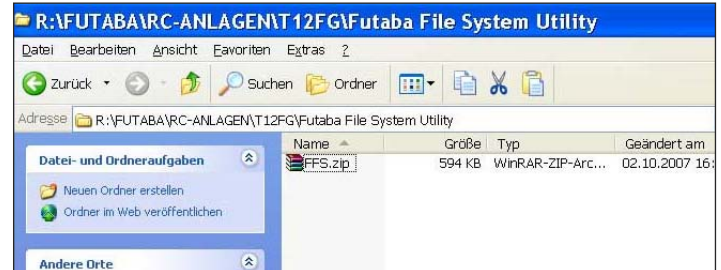 R:\FUTABA\RC-ANLAGEN\T12FG\Futaba File System Utility
Datei Bearbeiten Ansicht Favoriten Extras ?
Zurück Suchen Ordner
Adresse R:\FUTABA\RC-ANLAGEN\T12FG\Futaba File System Utility
Name Größe Typ Geändert am
Datei- und Ordneraufgaben
FFS.zip 594 KB WinRAR-ZIP-Arc... 02.10.2007 16:
Neuen Ordner erstellen
Ordner im Web veröffentlichen
Andere Orte